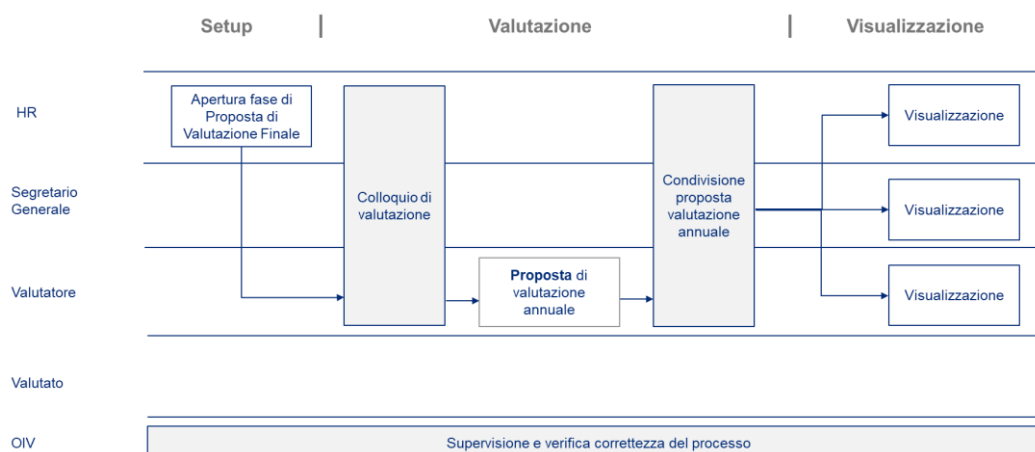 Setup | Valutazione | Visualizzazione
HR
Apertura fase di
Proposta di
Valutazione Finale
Visualizzazione
Segretario
Generale
Colloquio di
valutazione
Condivisione
proposta
valutazione
annuale
Visualizzazione
Valutatore
Proposta di
valutazione
annuale
Visualizzazione
Valutato
OIV
Supervisione e verifica correttezza del processo